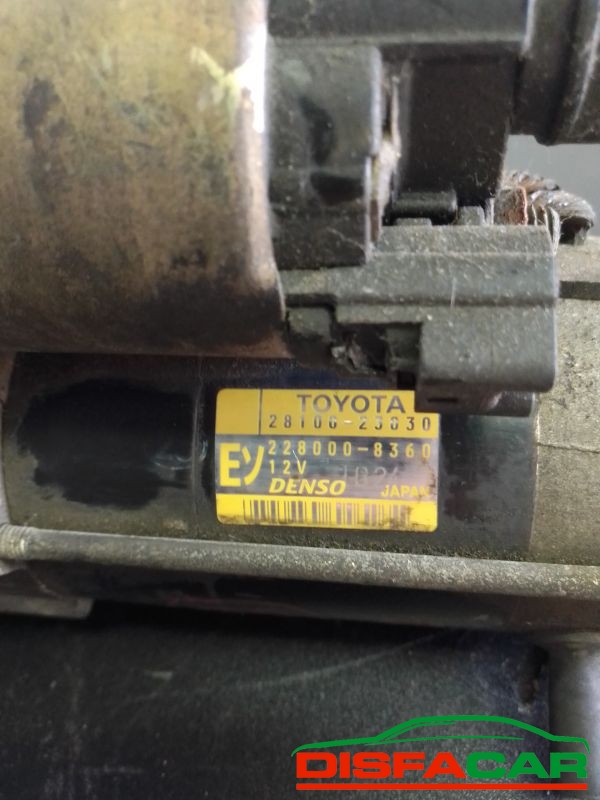 TOYOTA
28100-23030
228000-8360
12V
DENSO JAPAN
DISFACAR